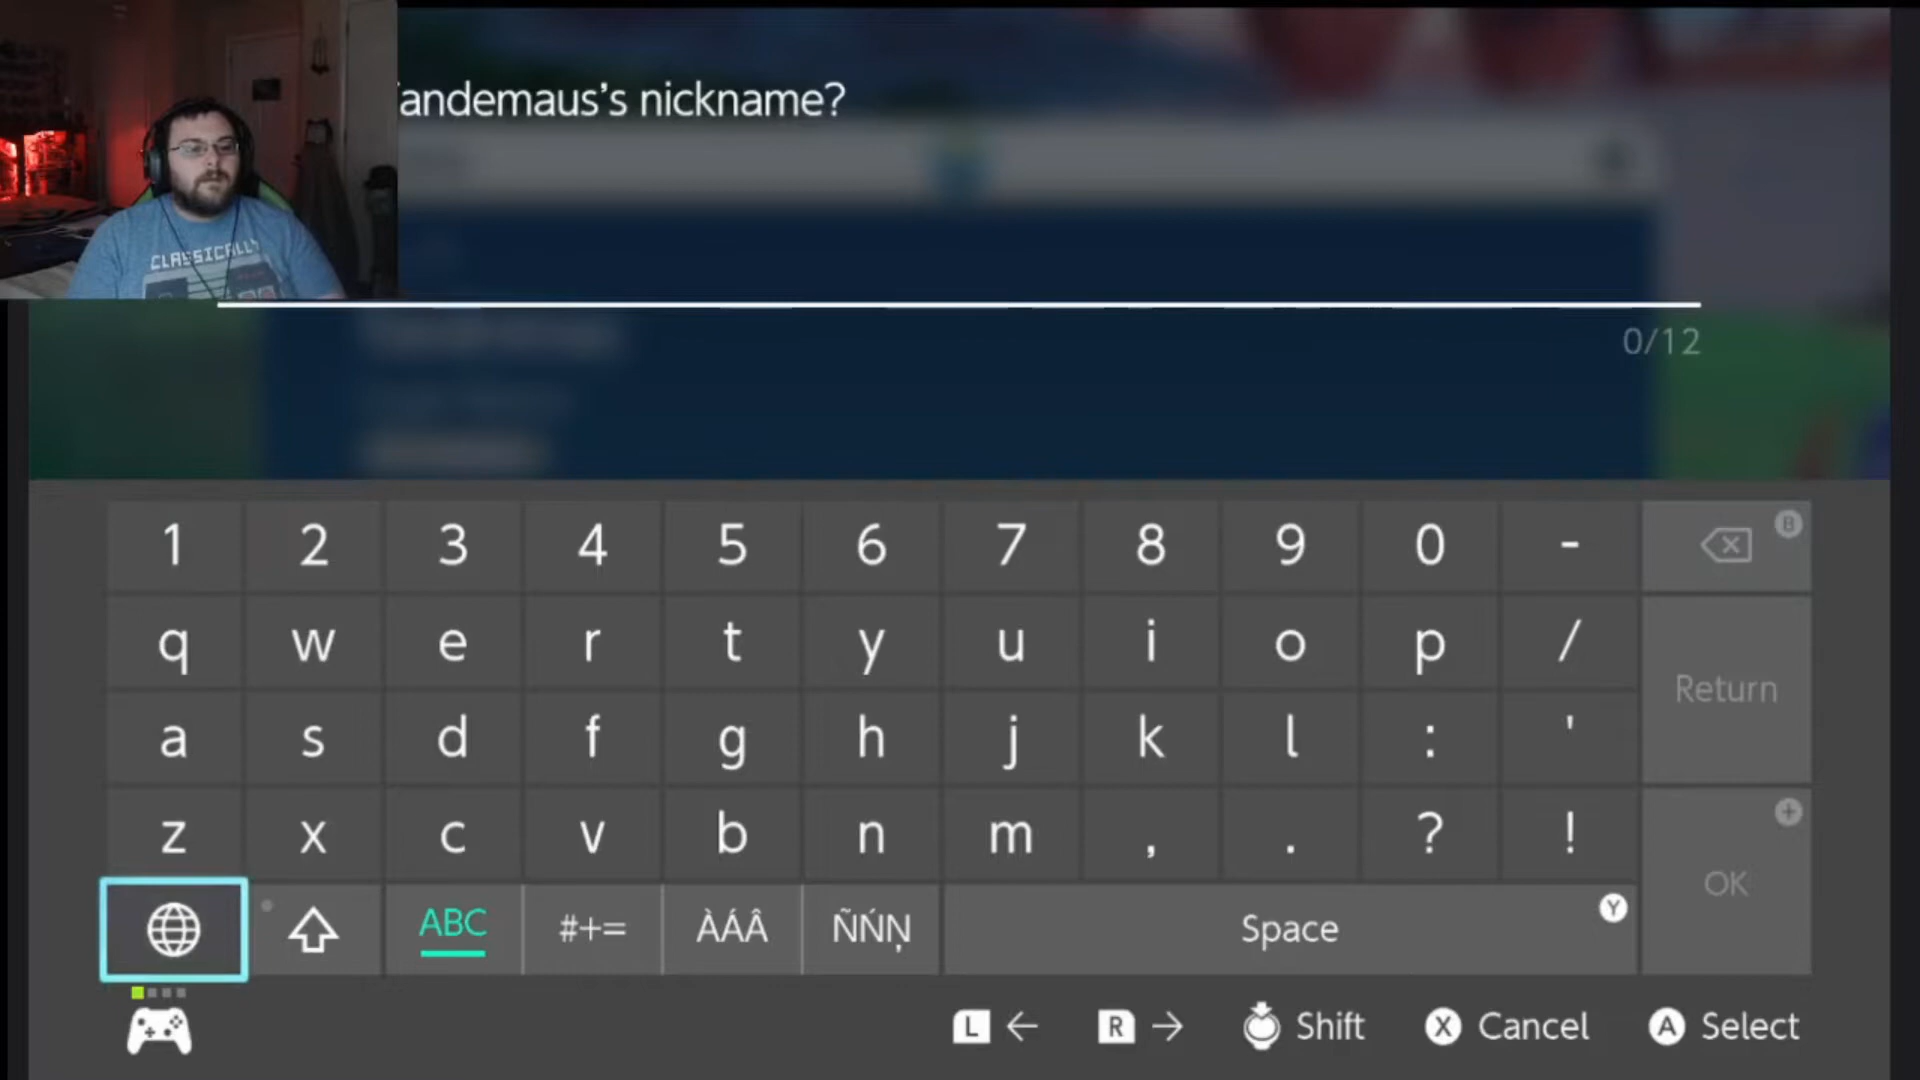 andemaus's nickname?
CLASSICALLY
0/12
1 2 3 4 5 6 7 8 9 0 -
q w e r t y u i o p /
Return
a s d f g h j k l : '
z x c v b n m , . ? !
OK
ABC #+= ÀÁÂ ÑŃŅ Space Y
L ← R → Shift X Cancel A Select